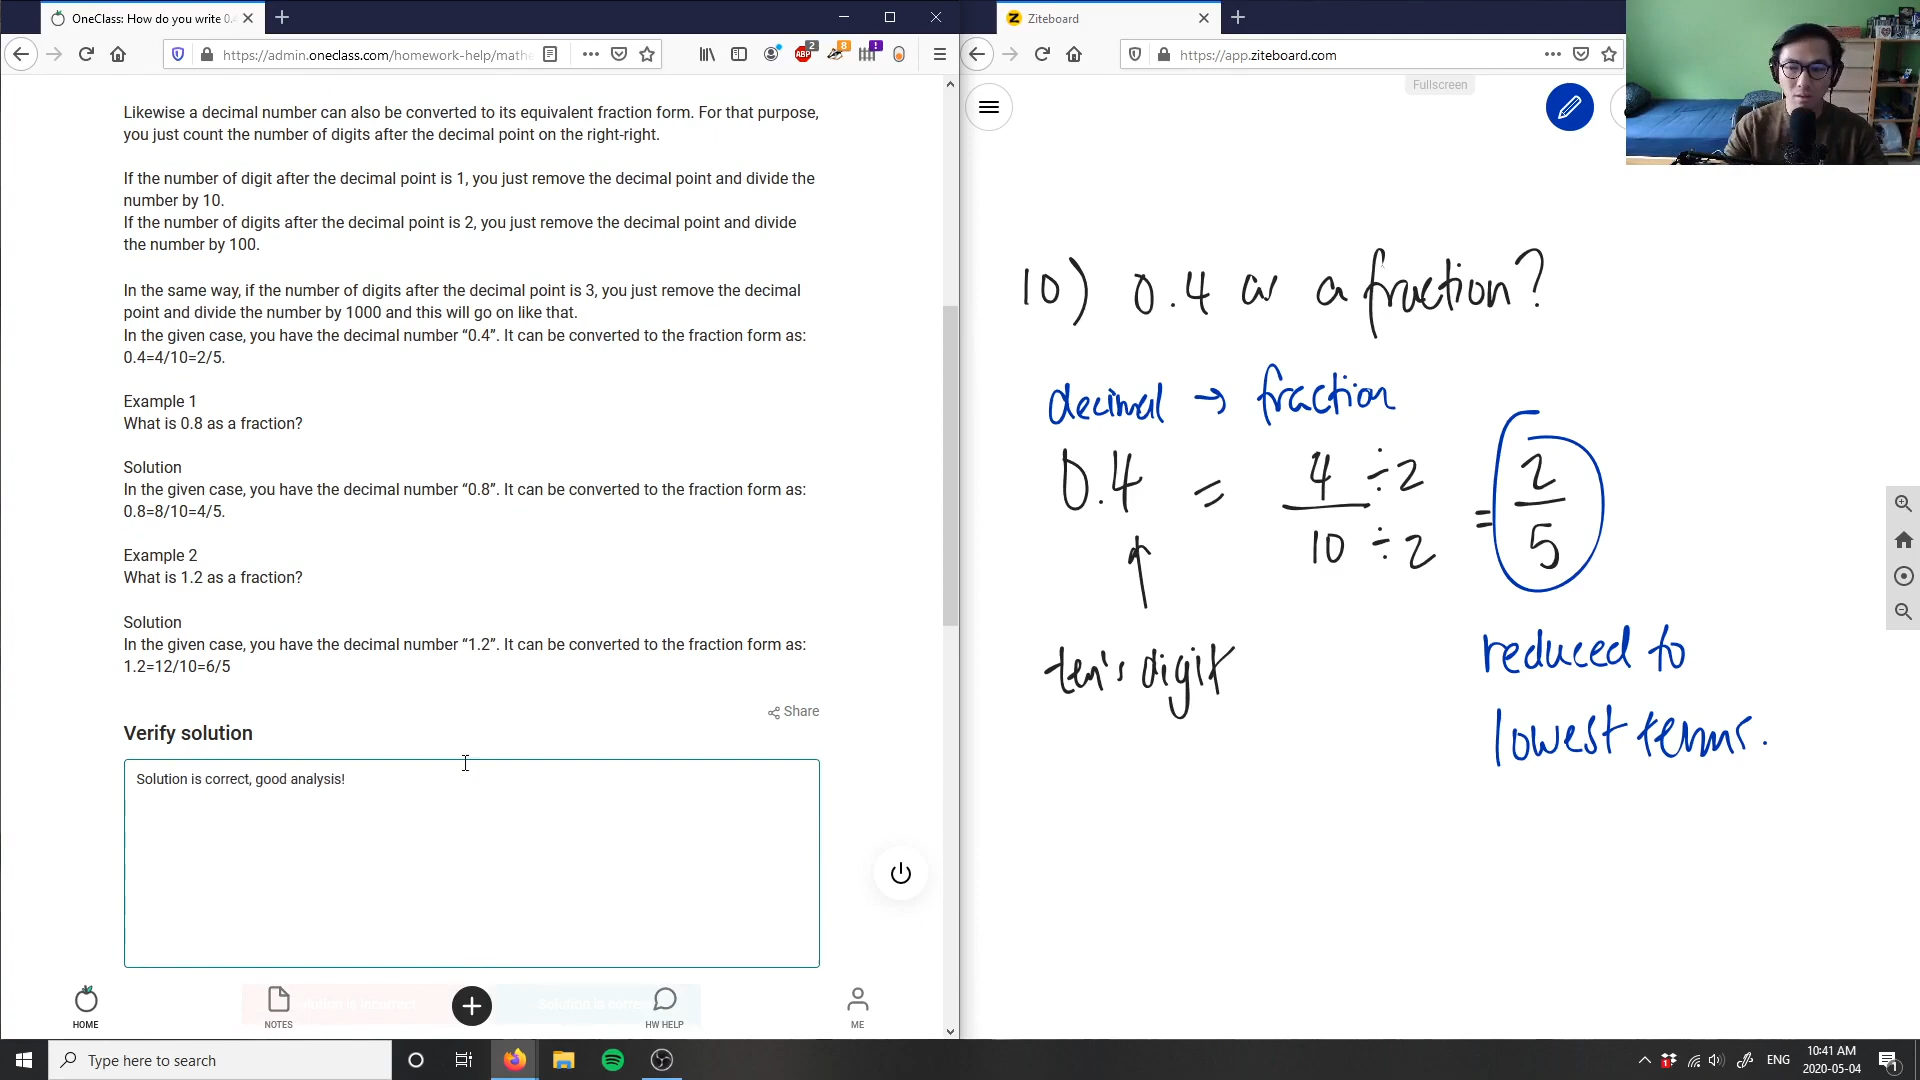 OneClass: How do you write 0.4
https://admin.oneclass.com/homework-help/mathe
ABP
2
8
!
Likewise a decimal number can also be converted to its equivalent fraction form. For that purpose,
you just count the number of digits after the decimal point on the right-right.
If the number of digit after the decimal point is 1, you just remove the decimal point and divide the
number by 10.
If the number of digits after the decimal point is 2, you just remove the decimal point and divide
the number by 100.
In the same way, if the number of digits after the decimal point is 3, you just remove the decimal
point and divide the number by 1000 and this will go on like that.
In the given case, you have the decimal number “0.4”. It can be converted to the fraction form as:
0.4=4/10=2/5.
Example 1
What is 0.8 as a fraction?
Solution
In the given case, you have the decimal number “0.8”. It can be converted to the fraction form as:
0.8=8/10=4/5.
Example 2
What is 1.2 as a fraction?
Solution
In the given case, you have the decimal number “1.2”. It can be converted to the fraction form as:
1.2=12/10=6/5
Share
Verify solution
Solution is correct, good analysis!
Solution is incorrect
Solution is correct
HOME
NOTES
HW HELP
ME
Z Ziteboard
https://app.ziteboard.com
Fullscreen
10) 0.4 as a fraction?
decimal → fraction
0.4 = 4 ÷2 = 2
10 ÷2 5
ten's digit
reduced to
lowest terms.
Type here to search
ENG
10:41 AM
2020-05-04
1